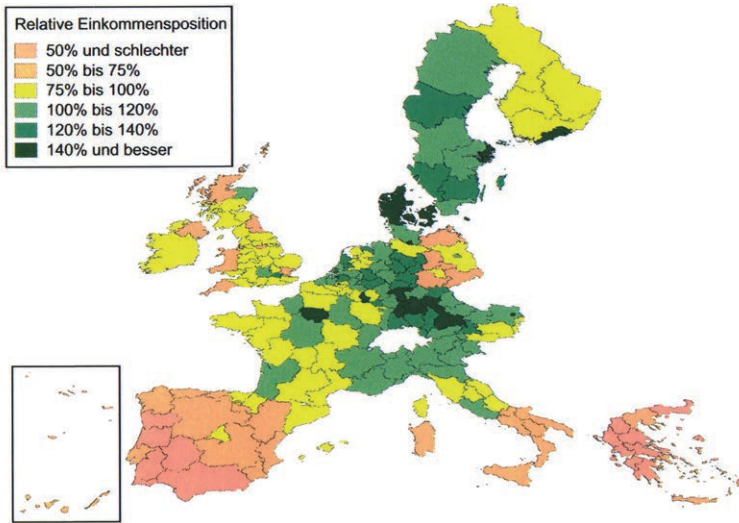 Relative Einkommensposition
50% und schlechter
50% bis 75%
75% bis 100%
100% bis 120%
120% bis 140%
140% und besser